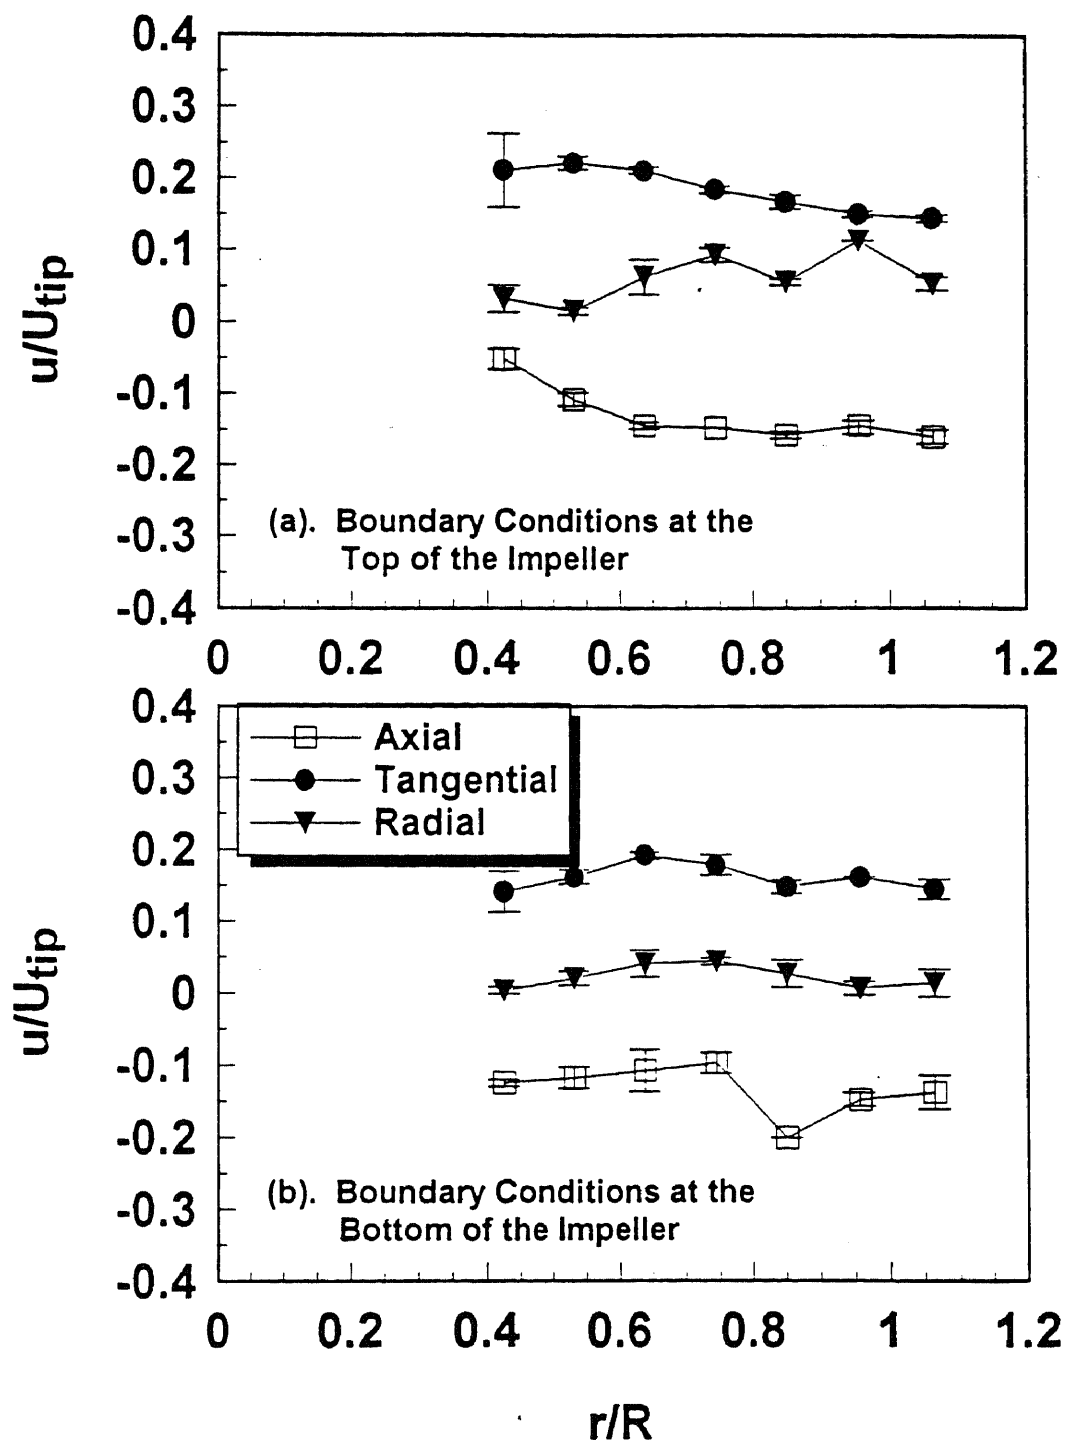 0.4
0.3
0.2
0.1
0
-0.1
-0.2
-0.3
-0.4
u/Utip
(a). Boundary Conditions at the
Top of the Impeller
0 0.2 0.4 0.6 0.8 1 1.2
0.4
0.3
0.2
0.1
0
-0.1
-0.2
-0.3
-0.4
u/Utip
Axial
Tangential
Radial
(b). Boundary Conditions at the
Bottom of the Impeller
0 0.2 0.4 0.6 0.8 1 1.2
r/R